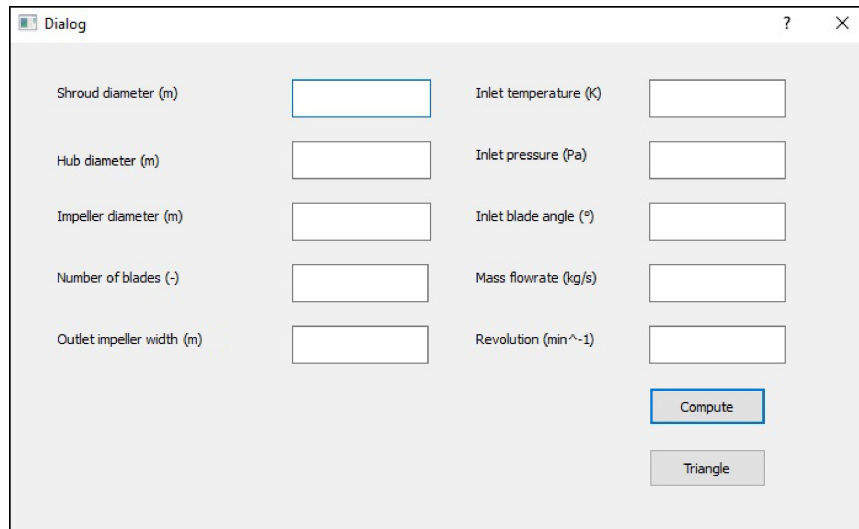 Dialog
?
Shroud diameter (m)
Inlet temperature (K)
Hub diameter (m)
Inlet pressure (Pa)
Impeller diameter (m)
Inlet blade angle (º)
Number of blades (-)
Mass flowrate (kg/s)
Outlet impeller width (m)
Revolution (min^-1)
Compute
Triangle